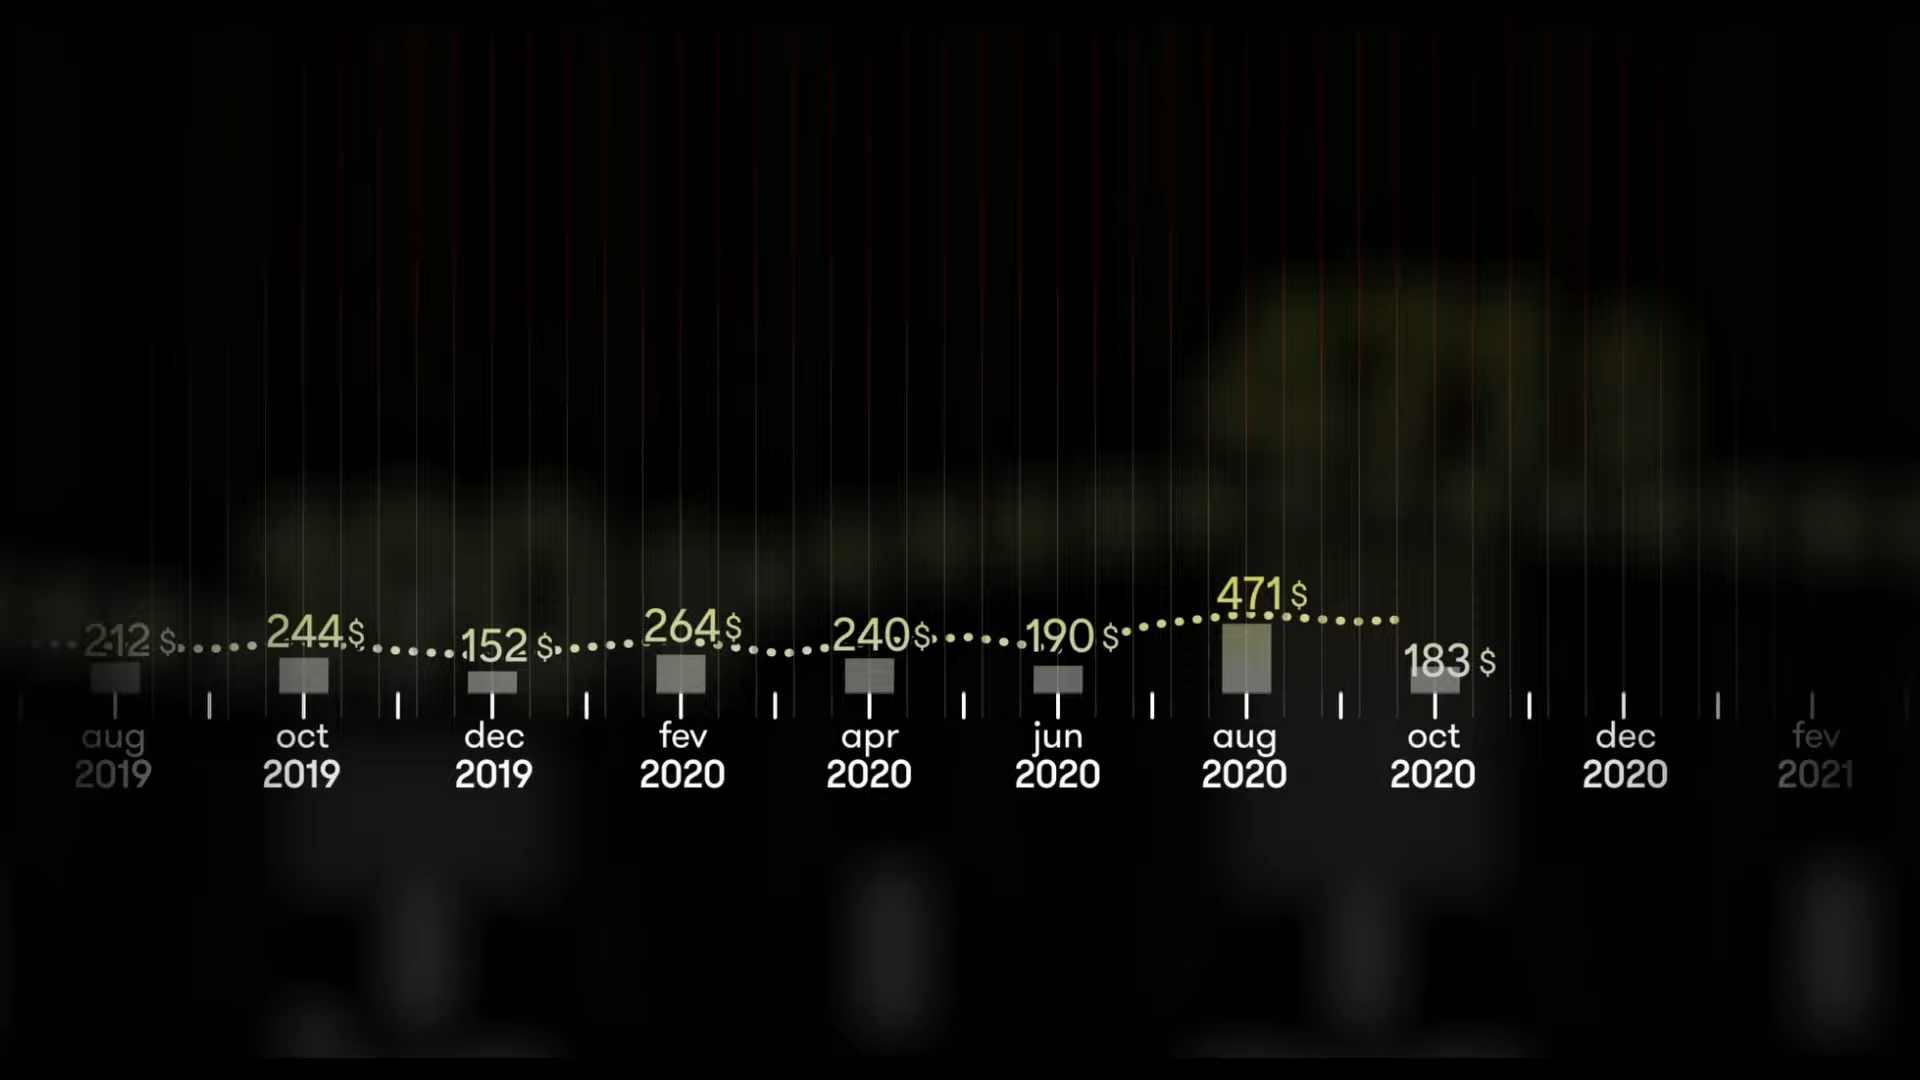 212 $
244 $
152 $
264 $
240 $
190 $
471 $
183 $
aug
2019
oct
2019
dec
2019
fev
2020
apr
2020
jun
2020
aug
2020
oct
2020
dec
2020
fev
2021